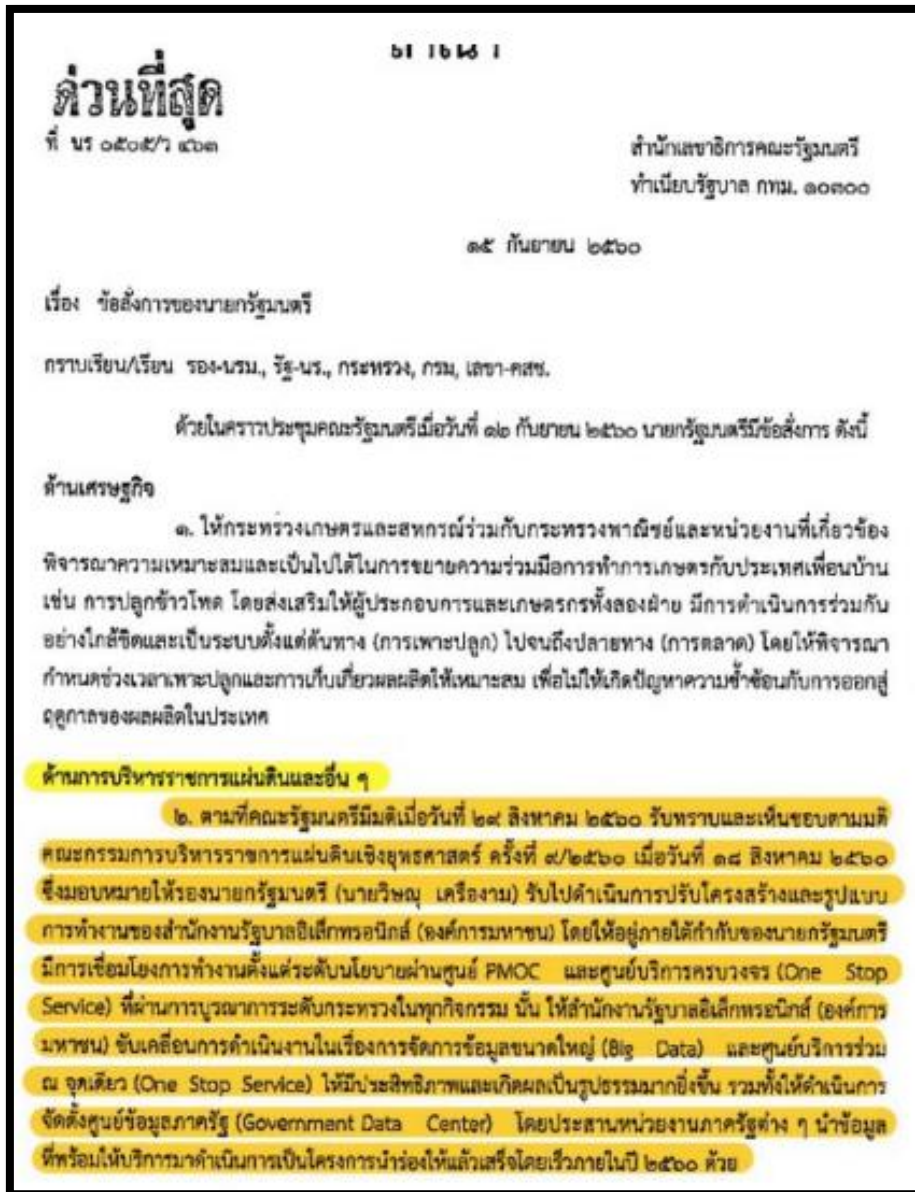 ด่วนที่สุด
ที่ นร ๐๕๐๕/ว ๔๖๓
สำนักเลขาธิการคณะรัฐมนตรี
ทำเนียบรัฐบาล กทม. ๑๐๓๐๐
๑๕ กันยายน ๒๕๖๐
เรื่อง ข้อสั่งการของนายกรัฐมนตรี
กราบเรียน/เรียน รอง-นรม., รัฐ-นร., กระทรวง, กรม, เลขา-คสช.
ด้วยในคราวประชุมคณะรัฐมนตรีเมื่อวันที่ ๑๒ กันยายน ๒๕๖๐ นายกรัฐมนตรีมีข้อสั่งการ ดังนี้
ด้านเศรษฐกิจ
๑. ให้กระทรวงเกษตรและสหกรณ์ร่วมกับกระทรวงพาณิชย์และหน่วยงานที่เกี่ยวข้อง
พิจารณาความเหมาะสมและเป็นไปได้ในการขยายความร่วมมือการทำการเกษตรกับประเทศเพื่อนบ้าน
เช่น การปลูกข้าวโพด โดยส่งเสริมให้ผู้ประกอบการและเกษตรกรทั้งสองฝ่าย มีการดำเนินการร่วมกัน
อย่างใกล้ชิดและเป็นระบบตั้งแต่ต้นทาง (การเพาะปลูก) ไปจนถึงปลายทาง (การตลาด) โดยให้พิจารณา
กำหนดช่วงเวลาเพาะปลูกและการเก็บเกี่ยวผลผลิตให้เหมาะสม เพื่อไม่ให้เกิดปัญหาความซ้ำซ้อนกับการออกสู่
ฤดูกาลของผลผลิตในประเทศ
ด้านการบริหารราชการแผ่นดินและอื่น ๆ
๒. ตามที่คณะรัฐมนตรีมีมติเมื่อวันที่ ๒๙ สิงหาคม ๒๕๖๐ รับทราบและเห็นชอบตามมติ
คณะกรรมการบริหารราชการแผ่นดินเชิงยุทธศาสตร์ ครั้งที่ ๙/๒๕๖๐ เมื่อวันที่ ๑๘ สิงหาคม ๒๕๖๐
ซึ่งมอบหมายให้รองนายกรัฐมนตรี (นายวิษณุ เครืองาม) รับไปดำเนินการปรับโครงสร้างและรูปแบบ
การทำงานของสำนักงานรัฐบาลอิเล็กทรอนิกส์ (องค์การมหาชน) โดยให้อยู่ภายใต้กำกับของนายกรัฐมนตรี
มีการเชื่อมโยงการทำงานตั้งแต่ระดับนโยบายผ่านศูนย์ PMOC และศูนย์บริการครบวงจร (One Stop
Service) ที่ผ่านการบูรณาการระดับกระทรวงในทุกกิจกรรม นั้น ให้สำนักงานรัฐบาลอิเล็กทรอนิกส์ (องค์การ
มหาชน) ขับเคลื่อนการดำเนินงานในเรื่องการจัดการข้อมูลขนาดใหญ่ (Big Data) และศูนย์บริการร่วม
ณ จุดเดียว (One Stop Service) ให้มีประสิทธิภาพและเกิดผลเป็นรูปธรรมมากยิ่งขึ้น รวมทั้งให้ดำเนินการ
จัดตั้งศูนย์ข้อมูลภาครัฐ (Government Data Center) โดยประสานหน่วยงานภาครัฐต่าง ๆ นำข้อมูล
ที่พร้อมให้บริการมาดำเนินการเป็นโครงการนำร่องให้แล้วเสร็จโดยเร็วภายในปี ๒๕๖๐ ด้วย